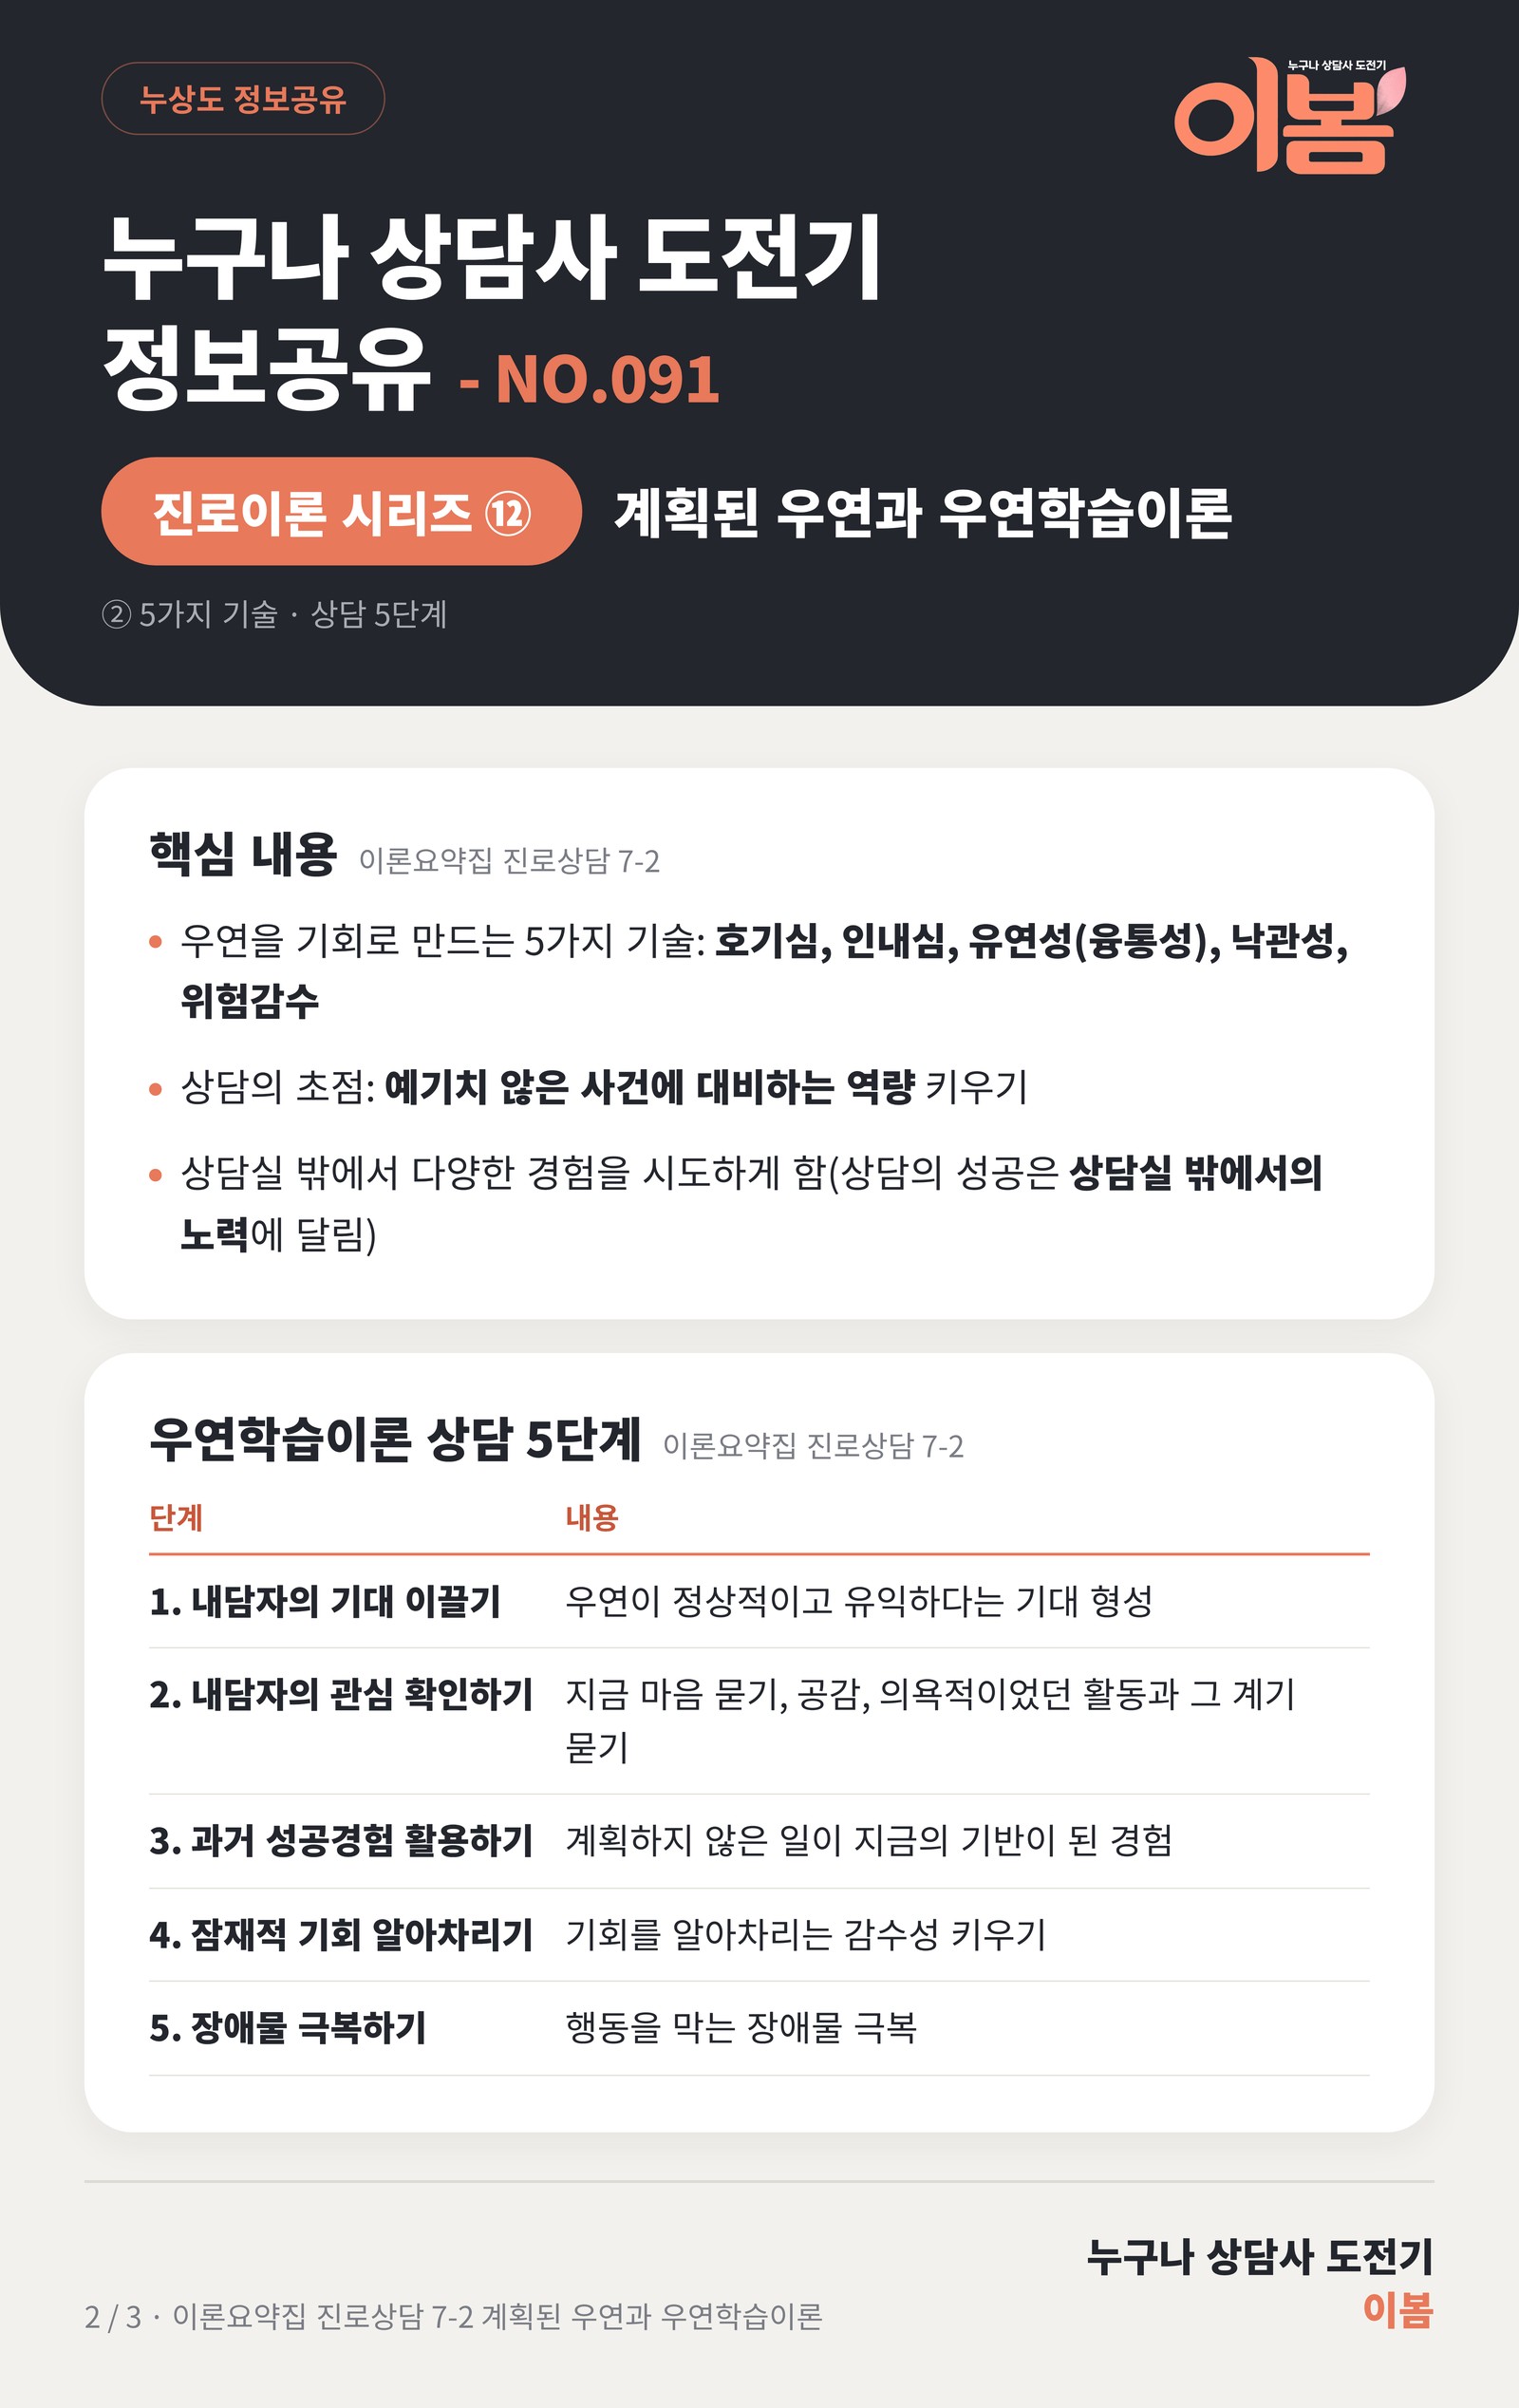 누상도 정보공유
누구나 상담사 도전기
이봄
누구나 상담사 도전기
정보공유 - NO.091
진로이론 시리즈 ⑫ 계획된 우연과 우연학습이론
② 5가지 기술 · 상담 5단계
핵심 내용 이론요약집 진로상담 7-2
• 우연을 기회로 만드는 5가지 기술: 호기심, 인내심, 유연성(융통성), 낙관성,
위험감수
• 상담의 초점: 예기치 않은 사건에 대비하는 역량 키우기
• 상담실 밖에서 다양한 경험을 시도하게 함(상담의 성공은 상담실 밖에서의
노력에 달림)
우연학습이론 상담 5단계 이론요약집 진로상담 7-2
단계 내용
1. 내담자의 기대 이끌기 우연이 정상적이고 유익하다는 기대 형성
2. 내담자의 관심 확인하기 지금 마음 묻기, 공감, 의욕적이었던 활동과 그 계기
묻기
3. 과거 성공경험 활용하기 계획하지 않은 일이 지금의 기반이 된 경험
4. 잠재적 기회 알아차리기 기회를 알아차리는 감수성 키우기
5. 장애물 극복하기 행동을 막는 장애물 극복
누구나 상담사 도전기
2 / 3 · 이론요약집 진로상담 7-2 계획된 우연과 우연학습이론
이봄